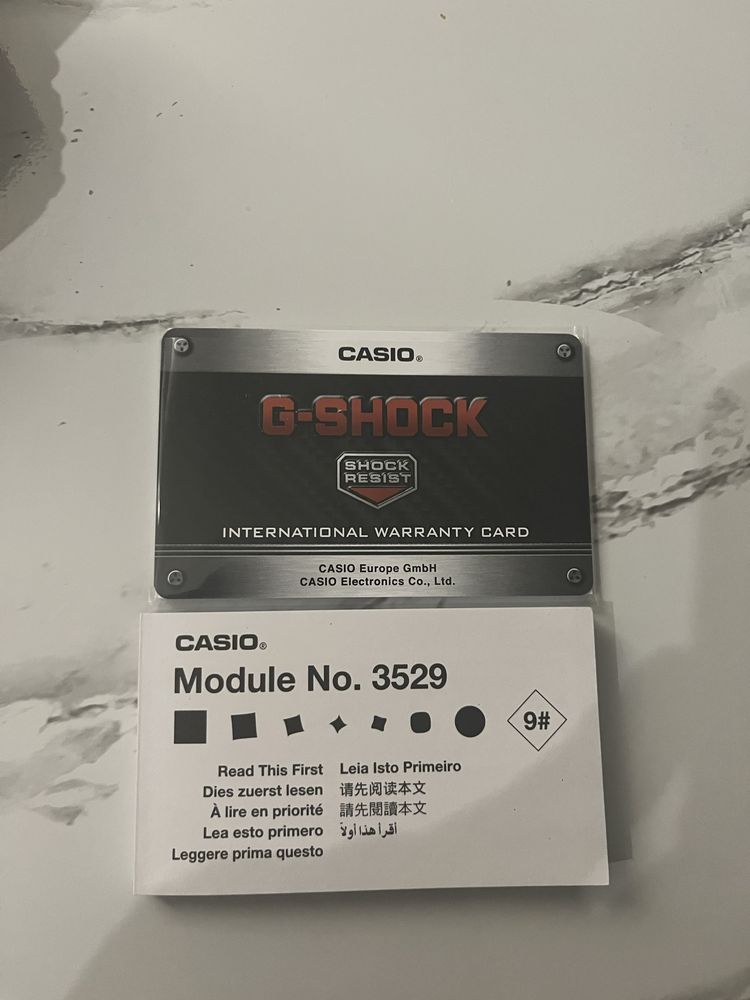 CASIO®
G-SHOCK
SHOCK
RESIST
INTERNATIONAL WARRANTY CARD
CASIO Europe GmbH
CASIO Electronics Co., Ltd.
CASIO®
Module No. 3529
9#
Read This First Leia Isto Primeiro
Dies zuerst lesen 请先阅读本文
À lire en priorité 請先閱讀本文
Lea esto primero أقرأ هذا أولاً
Leggere prima questo